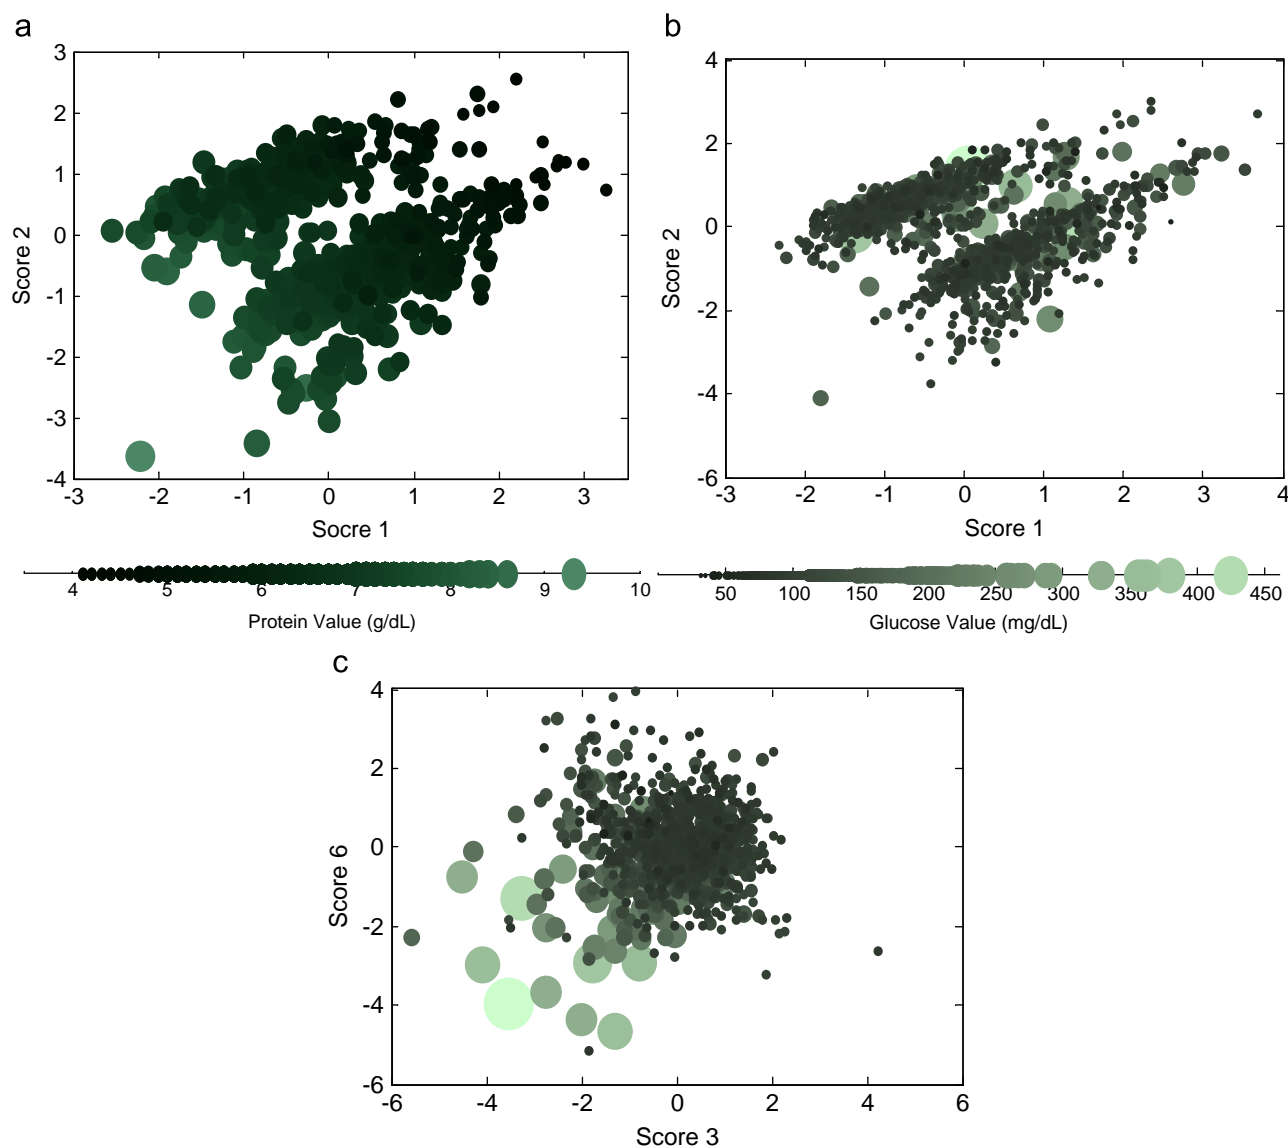 a
3
2
1
0
-1
-2
-3
-4
Score 2
-3 -2 -1 0 1 2 3
Socre 1
4 5 6 7 8 9 10
Protein Value (g/dL)
b
4
2
0
-2
-4
-6
Score 2
-3 -2 -1 0 1 2 3 4
Score 1
50 100 150 200 250 300 350 400 450
Glucose Value (mg/dL)
c
4
2
0
-2
-4
-6
Score 6
-6 -4 -2 0 2 4 6
Score 3